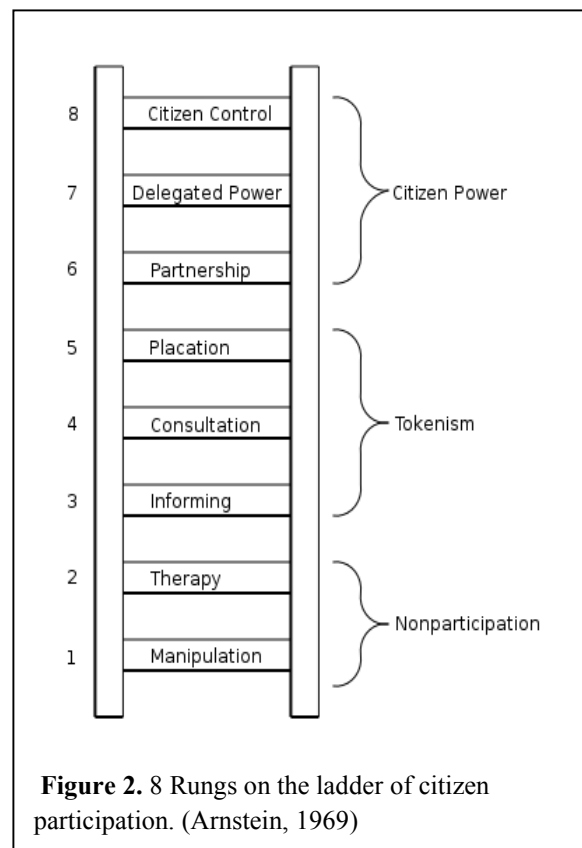 8 Citizen Control
7 Delegated Power Citizen Power
6 Partnership
5 Placation
4 Consultation Tokenism
3 Informing
2 Therapy
Nonparticipation
1 Manipulation
Figure 2. 8 Rungs on the ladder of citizen
participation. (Arnstein, 1969)